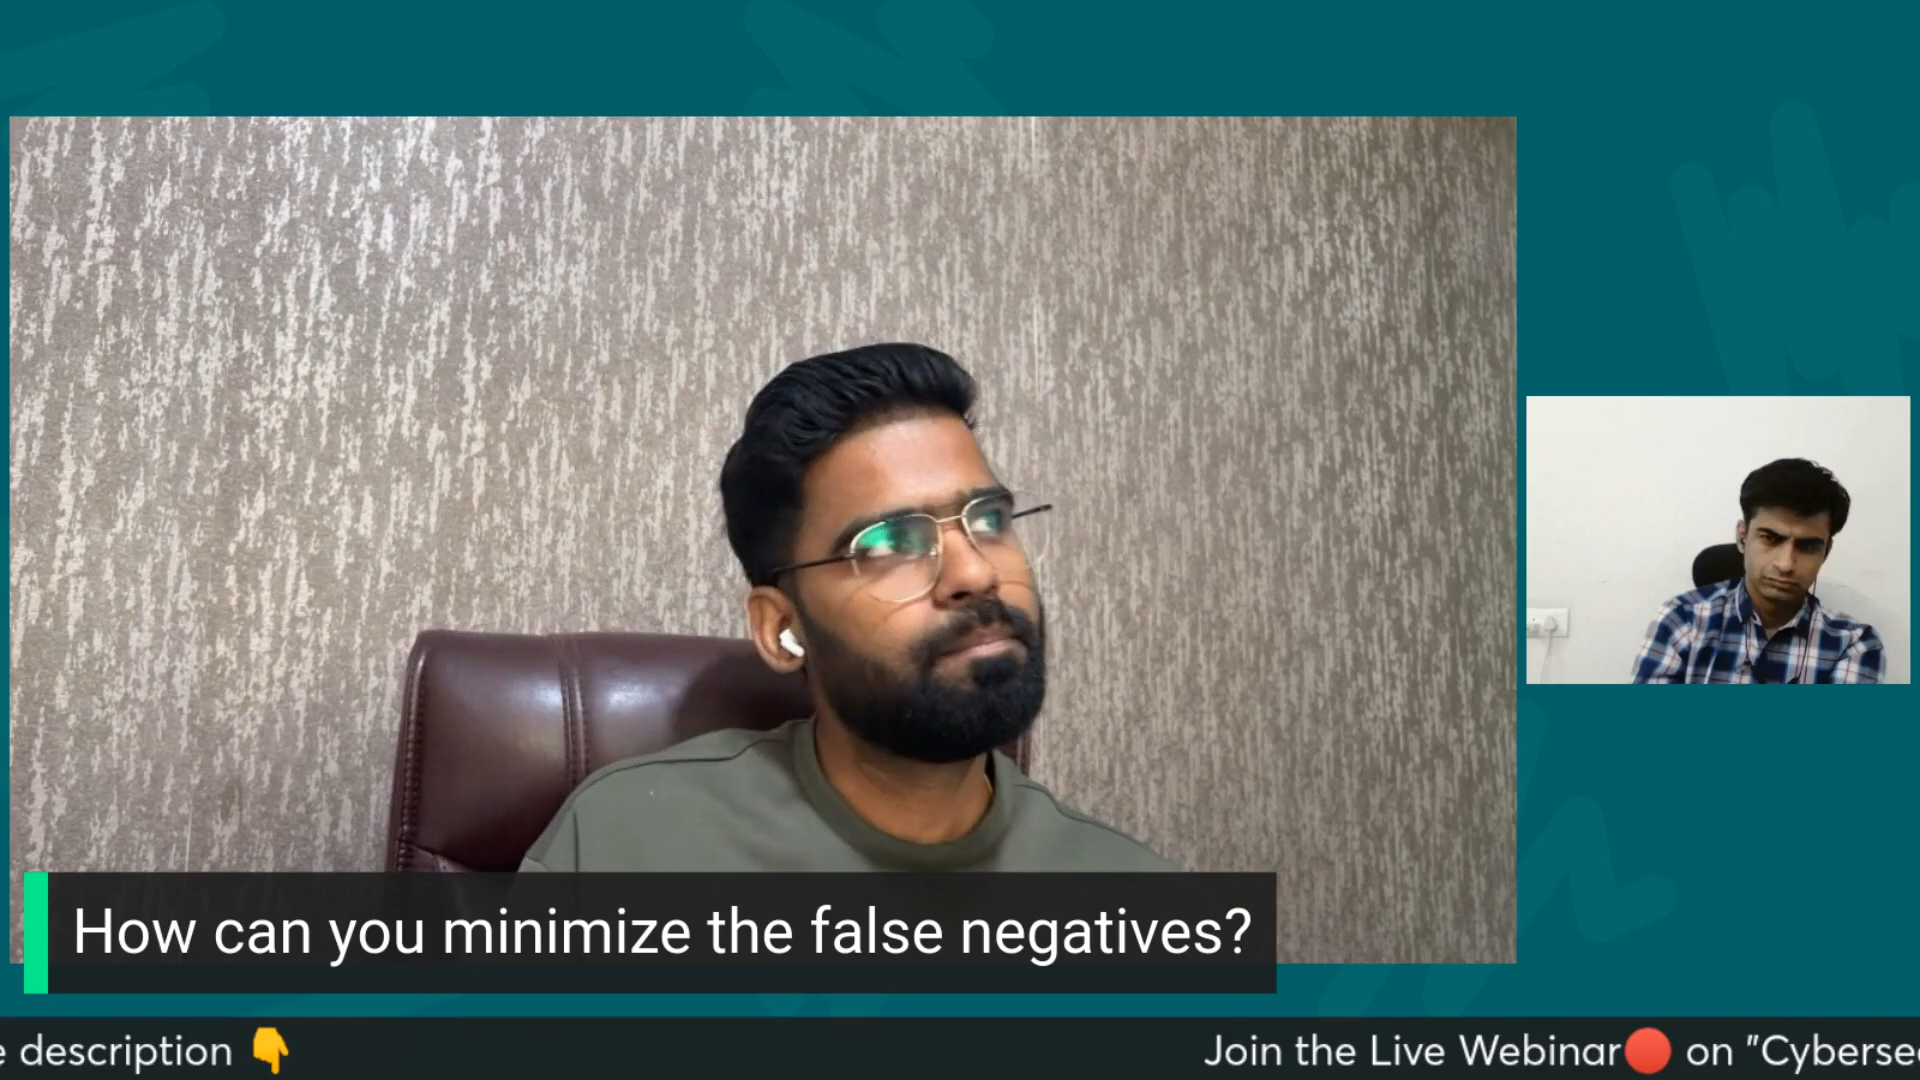 How can you minimize the false negatives?
description 👇 Join the Live Webinar🔴 on "Cyberse